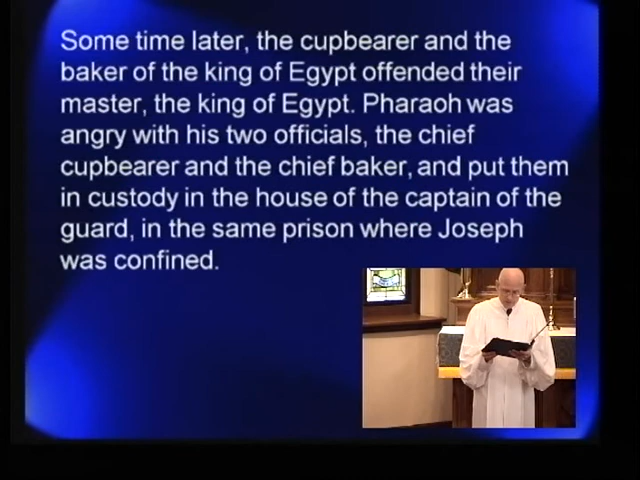 Some time later, the cupbearer and the
baker of the king of Egypt offended their
master, the king of Egypt. Pharaoh was
angry with his two officials, the chief
cupbearer and the chief baker, and put them
in custody in the house of the captain of the
guard, in the same prison where Joseph
was confined.